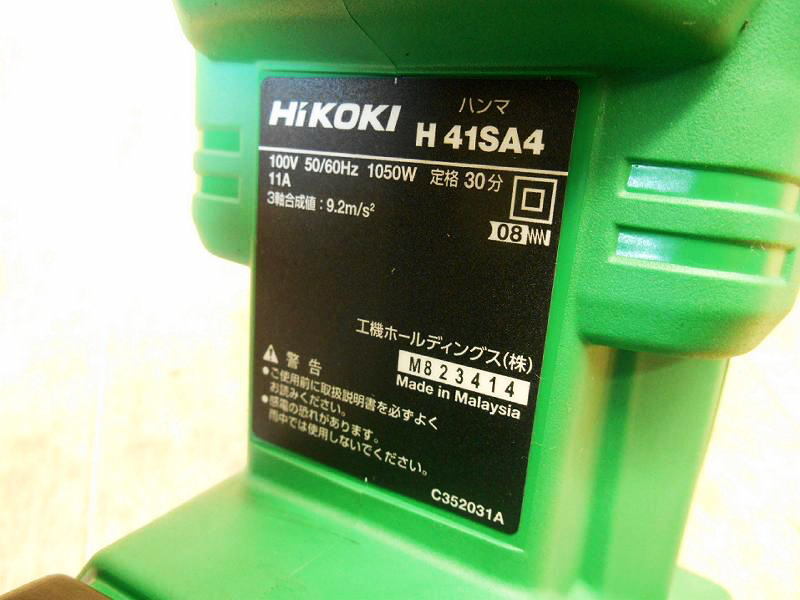 HiKOKI
ハンマ
H 41SA4
100V 50/60Hz 1050W 定格 30分
11A
3軸合成値：9.2m/s²
08
工機ホールディングス(株)
M823414
Made in Malaysia
警告
●ご使用前に取扱説明書を必ずよく
お読みください。
●感電の恐れがあります。
雨中では使用しないでください。
C352031A